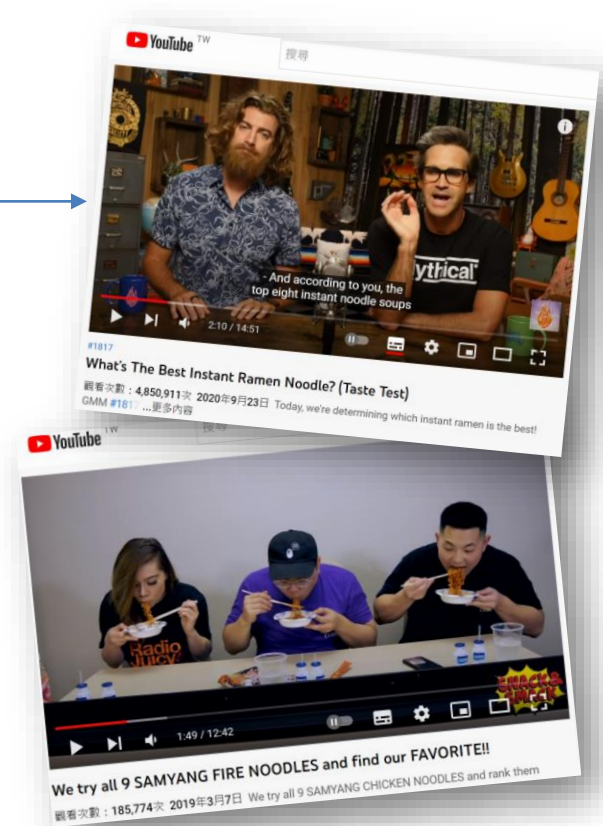 YouTube TW
搜尋
ythical
- And according to you, the
top eight instant noodle soups
2:10 / 14:51
#1817
What's The Best Instant Ramen Noodle? (Taste Test)
觀看次數：4,850,911次 2020年9月23日 Today, we're determining which instant ramen is the best!
GMM #1817 ...更多內容
YouTube TW
搜尋
Radio
Juicy
SNACK&
SMACK
1:49 / 12:42
We try all 9 SAMYANG FIRE NOODLES and find our FAVORITE!!
觀看次數：185,774次 2019年3月7日 We try all 9 SAMYANG CHICKEN NOODLES and rank them